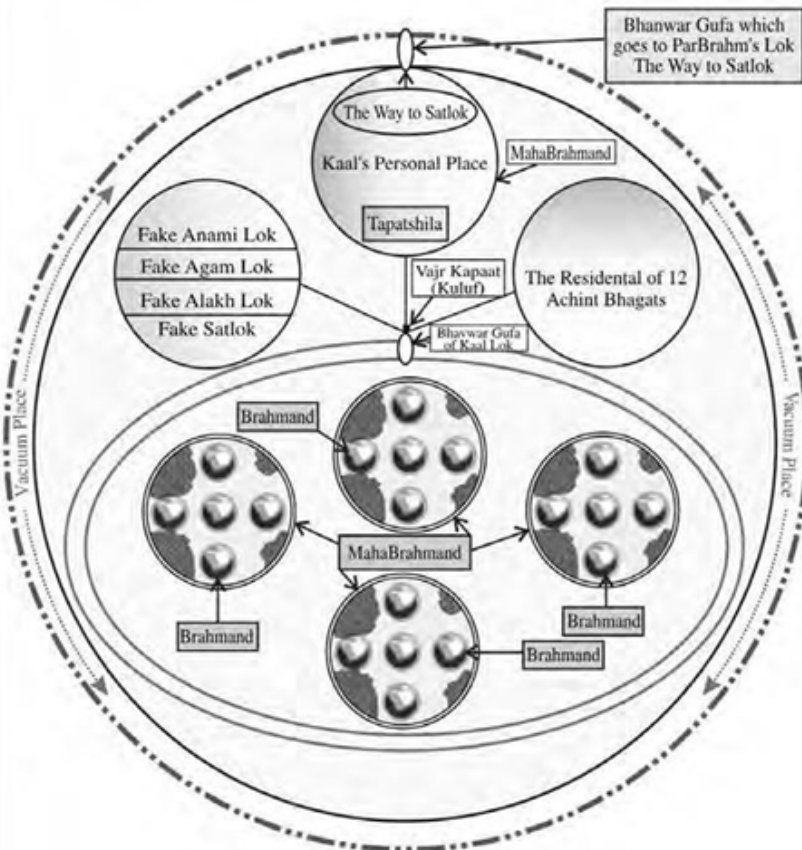 Bhanwar Gufa which
goes to ParBrahm's Lok
The Way to Satlok
The Way to Satlok
Kaal's Personal Place
MahaBrahmand
Tapatshila
Fake Anami Lok
Fake Agam Lok
Fake Alakh Lok
Fake Satlok
Vajr Kapaat
(Kuluf)
The Residental of 12
Achint Bhagats
Bhavwar Gufa
of Kaal Lok
Vacuum Place
Vacuum Place
Brahmand
MahaBrahmand
Brahmand
Brahmand
Brahmand